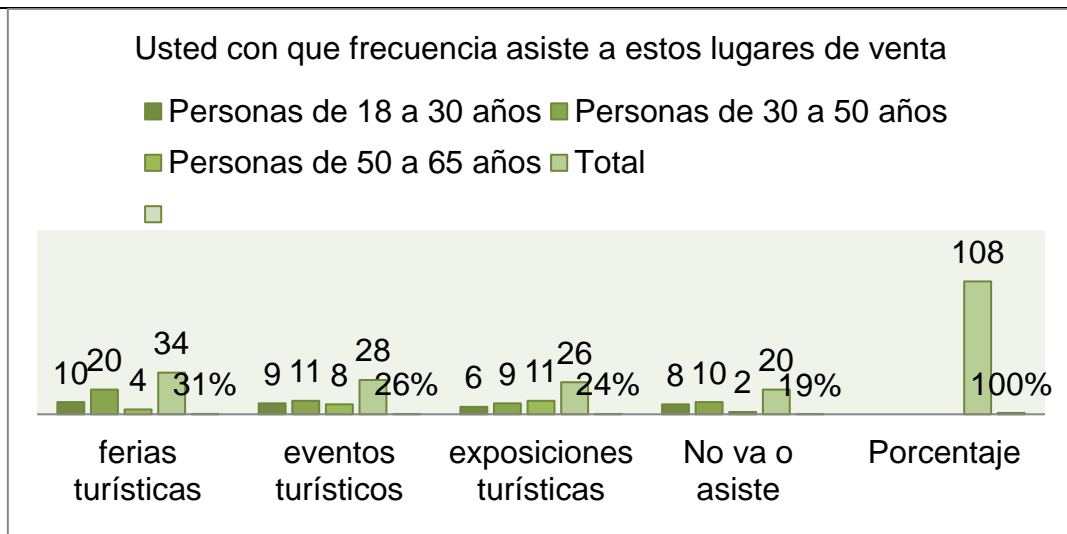 Usted con que frecuencia asiste a estos lugares de venta
Personas de 18 a 30 años Personas de 30 a 50 años
Personas de 50 a 65 años Total
108
10 20 4 34 31% 9 11 8 28 26% 6 9 11 26 24% 8 10 2 20 19% 100%
ferias eventos exposiciones No va o Porcentaje
turísticas turísticos turísticas asiste